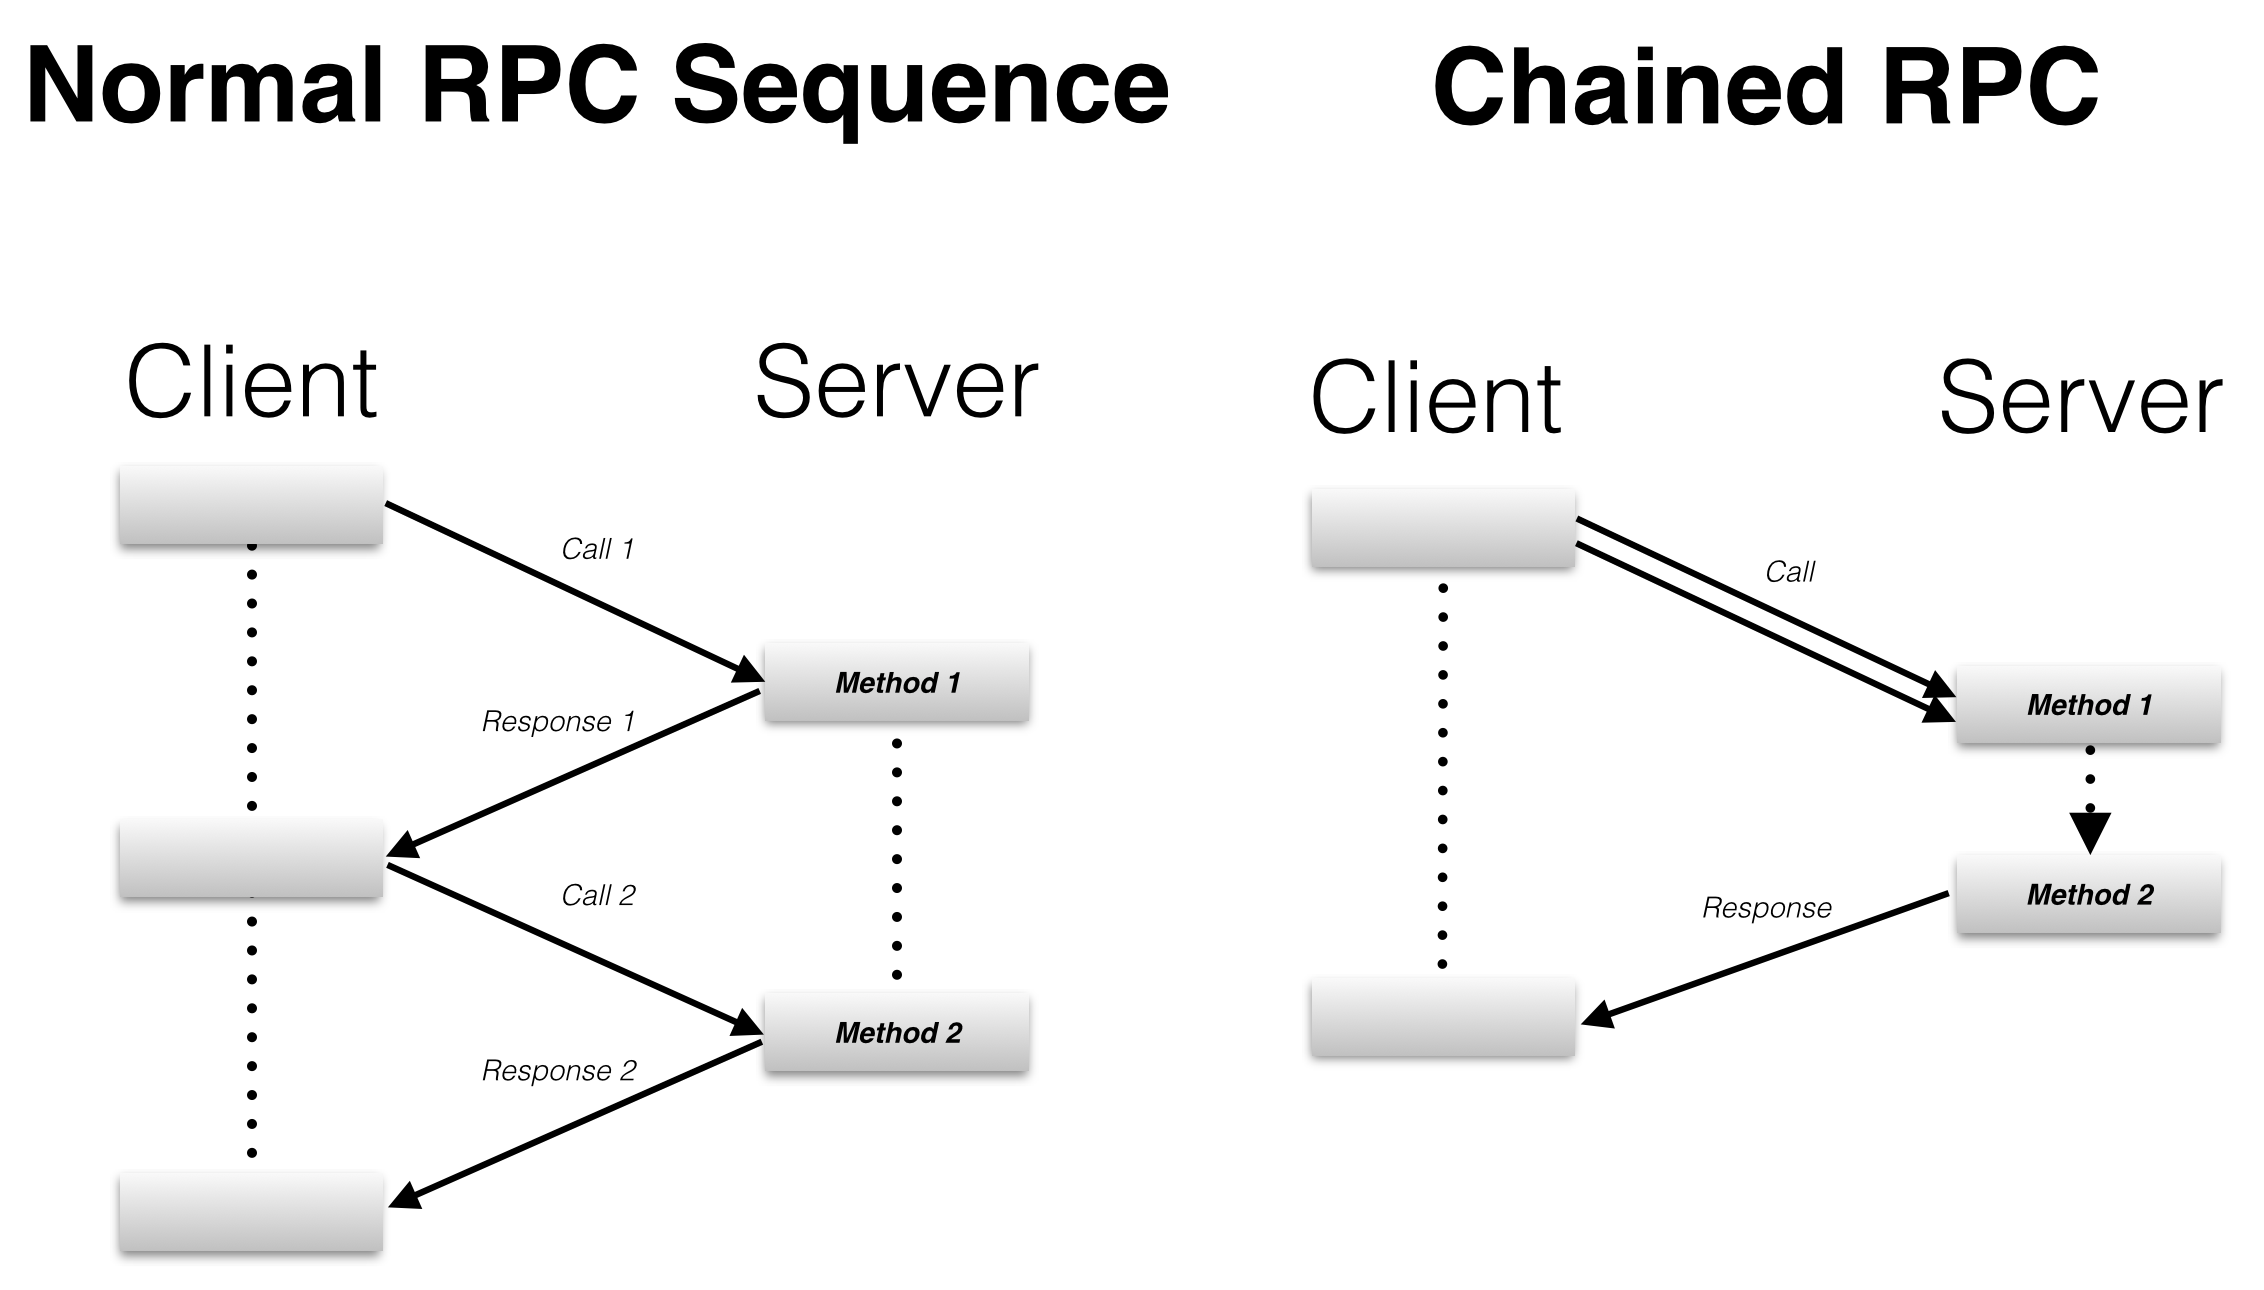 Normal RPC Sequence
Client
Server
Call 1
Method 1
Response 1
Call 2
Method 2
Response 2
Chained RPC
Client
Server
Call
Method 1
Method 2
Response